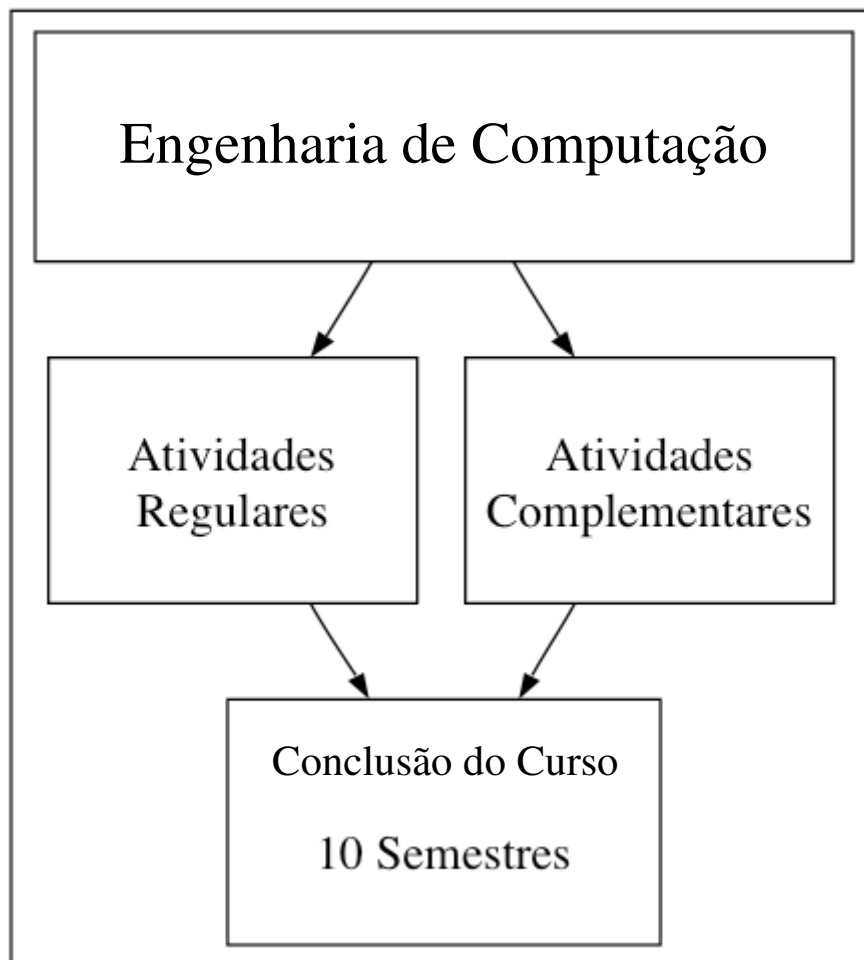 Engenharia de Computação
Atividades
Regulares
Atividades
Complementares
Conclusão do Curso
10 Semestres